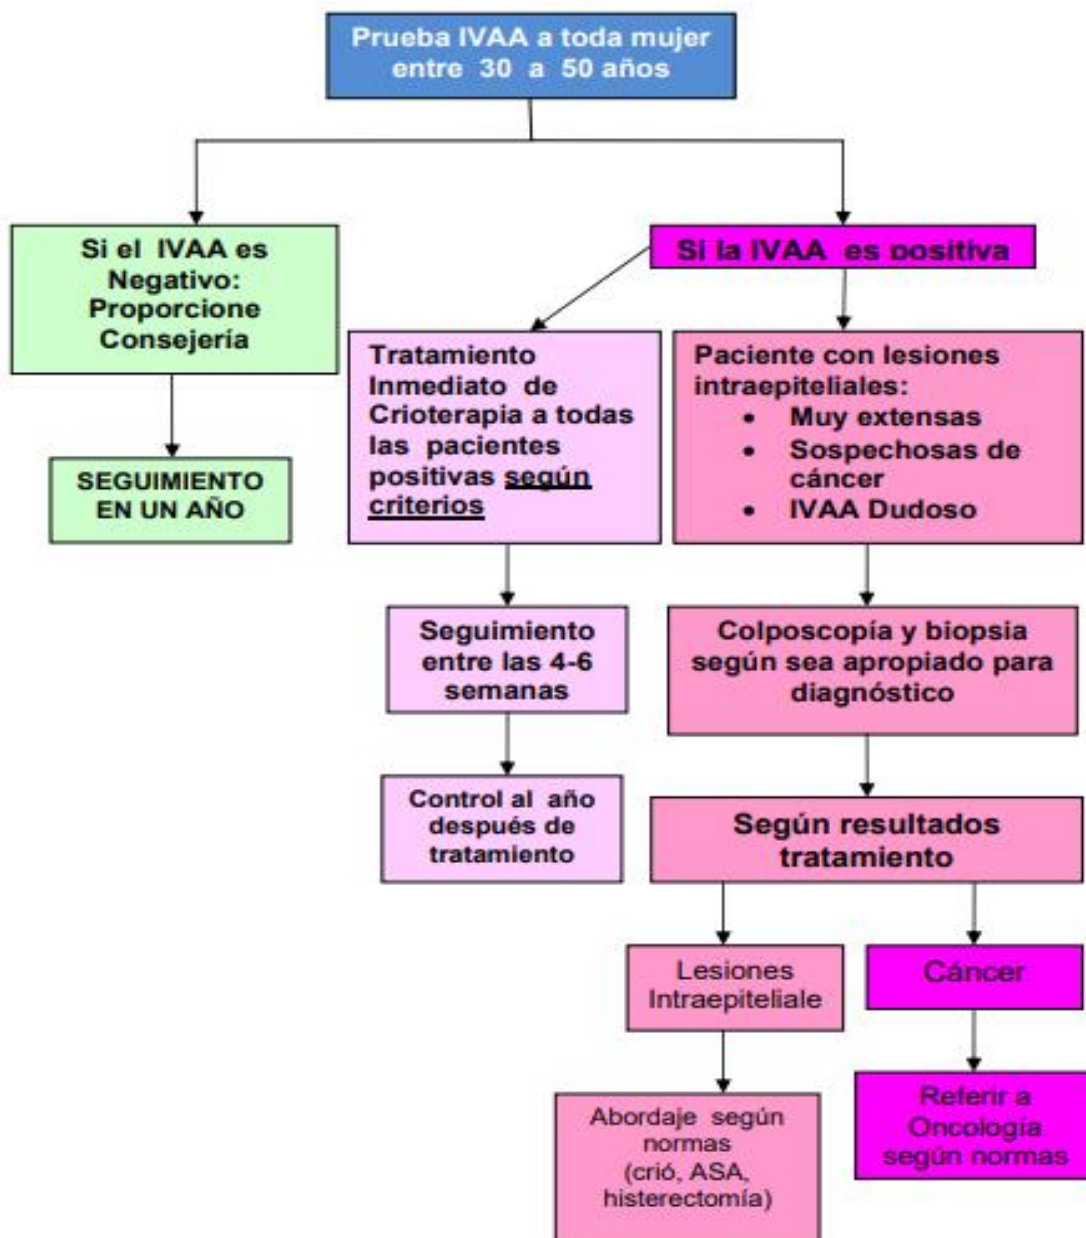 Prueba IVAA a toda mujer
entre 30 a 50 años
Si el IVAA es
Negativo:
Proporcione
Consejería
SEGUIMIENTO
EN UN AÑO
Si la IVAA es positiva
Tratamiento
Inmediato de
Crioterapia a todas
las pacientes
positivas según
criterios
Seguimiento
entre las 4-6
semanas
Control al año
después de
tratamiento
Paciente con lesiones
intraepiteliales:
• Muy extensas
• Sospechosas de
cáncer
• IVAA Dudoso
Colposcopía y biopsia
según sea apropiado para
diagnóstico
Según resultados
tratamiento
Lesiones
Intraepiteliale
Abordaje según
normas
(crió, ASA,
histerectomía)
Cáncer
Referir a
Oncología
según normas